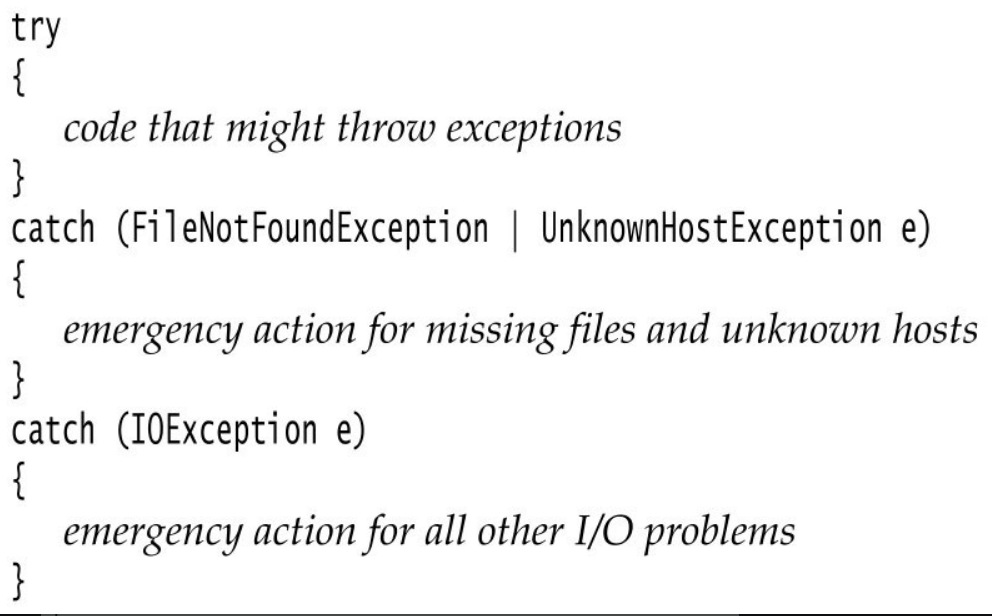 try
{
code that might throw exceptions
}
catch (FileNotFoundException | UnknownHostException e)
{
emergency action for missing files and unknown hosts
}
catch (IOException e)
{
emergency action for all other I/O problems
}